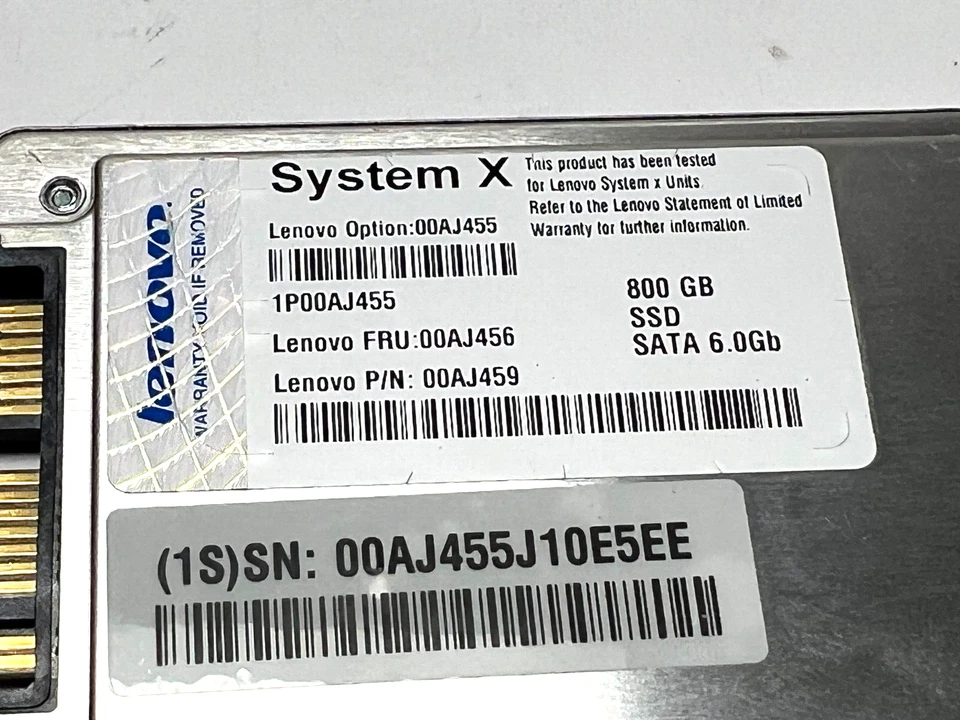 lenovo
WARRANTY VOID IF REMOVED
System X
This product has been tested
for Lenovo System x Units.
Refer to the Lenovo Statement of Limited
Warranty for further information.
Lenovo Option:00AJ455
1P00AJ455
Lenovo FRU:00AJ456
Lenovo P/N: 00AJ459
800 GB
SSD
SATA 6.0Gb
(1S)SN: 00AJ455J10E5EE